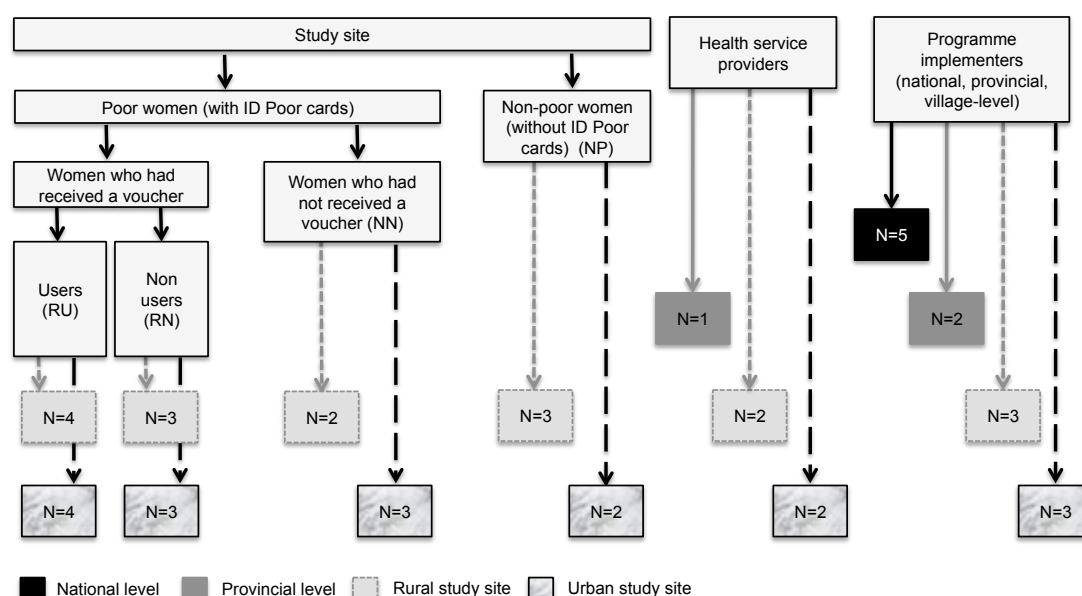 Study site
Health service
providers
Programme
implementers
(national, provincial,
village-level)
Poor women (with ID Poor cards)
Non-poor women
(without ID Poor
cards)  (NP)
Women who had
received a voucher
Women who had
not received a
voucher (NN)
Users
(RU)
Non
users
(RN)
N=5
N=1
N=2
N=4
N=3
N=2
N=3
N=2
N=3
N=4
N=3
N=3
N=2
N=2
N=3
National level
Provincial level
Rural study site
Urban study site